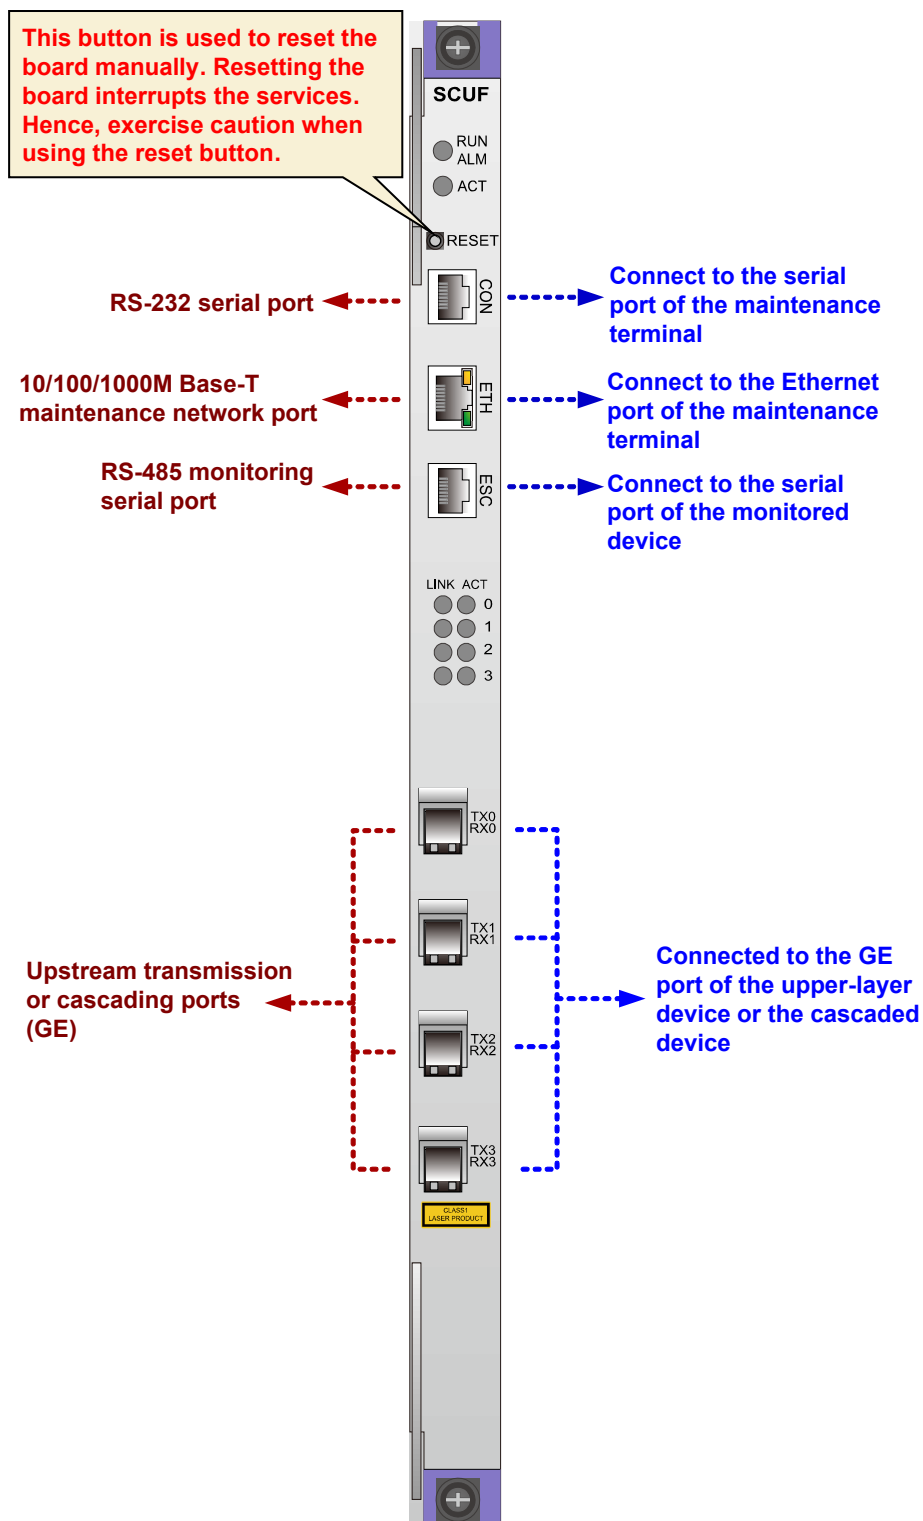 This button is used to reset the
board manually. Resetting the
board interrupts the services.
Hence, exercise caution when
using the reset button.
SCUF
RUN
ALM
ACT
RESET
RS-232 serial port
CON
Connect to the serial
port of the maintenance
terminal
10/100/1000M Base-T
maintenance network port
ETH
Connect to the Ethernet
port of the maintenance
terminal
RS-485 monitoring
serial port
ESC
Connect to the serial
port of the monitored
device
LINK ACT
0
1
2
3
TX0
RX0
TX1
RX1
Upstream transmission
or cascading ports
(GE)
Connected to the GE
port of the upper-layer
device or the cascaded
device
TX2
RX2
TX3
RX3
CLASS1
LASER PRODUCT